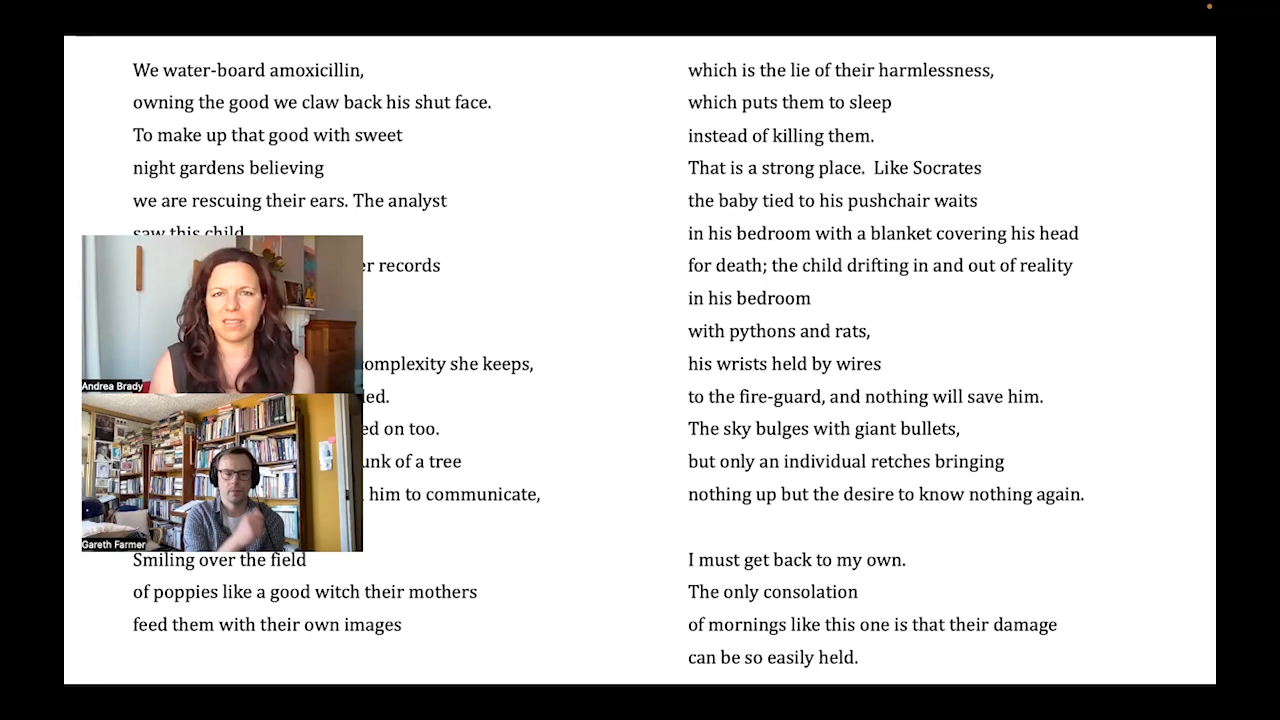 We water-board amoxicillin,
owning the good we claw back his shut face.
To make up that good with sweet
night gardens believing
we are rescuing their ears. The analyst
saw this child
records
complexity she keeps,
on too.
of a tree
him to communicate,
Smiling over the field
of poppies like a good witch their mothers
feed them with their own images
which is the lie of their harmlessness,
which puts them to sleep
instead of killing them.
That is a strong place.  Like Socrates
the baby tied to his pushchair waits
in his bedroom with a blanket covering his head
for death; the child drifting in and out of reality
in his bedroom
with pythons and rats,
his wrists held by wires
to the fire-guard, and nothing will save him.
The sky bulges with giant bullets,
but only an individual retches bringing
nothing up but the desire to know nothing again.
I must get back to my own.
The only consolation
of mornings like this one is that their damage
can be so easily held.
Andrea Brady
Gareth Farmer